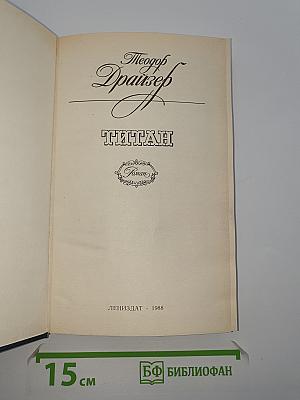 Теодор
Драйзер
ТИТАН
Роман
ЛЕНИЗДАТ · 1988
15 см
БФ БИБЛИОФАН